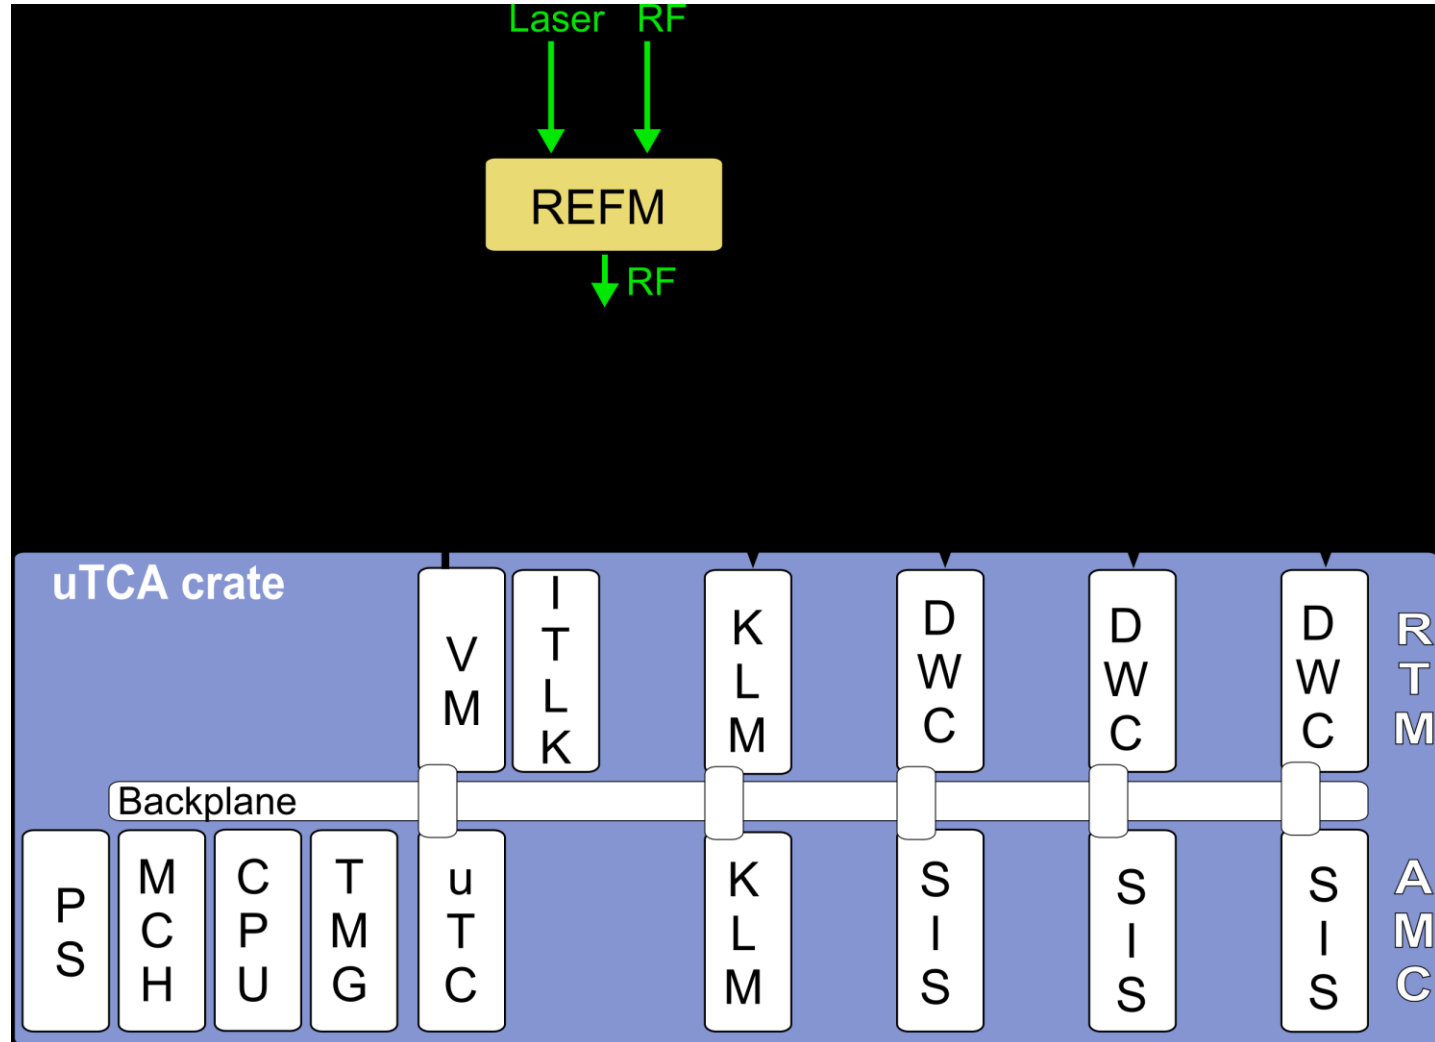 Laser RF
REFM
RF
uTCA crate
VM
ITLK
KLM
DWC
DWC
DWC
RTM
Backplane
PS
MCH
CPU
TMG
uTC
KLM
SIS
SIS
SIS
AMC